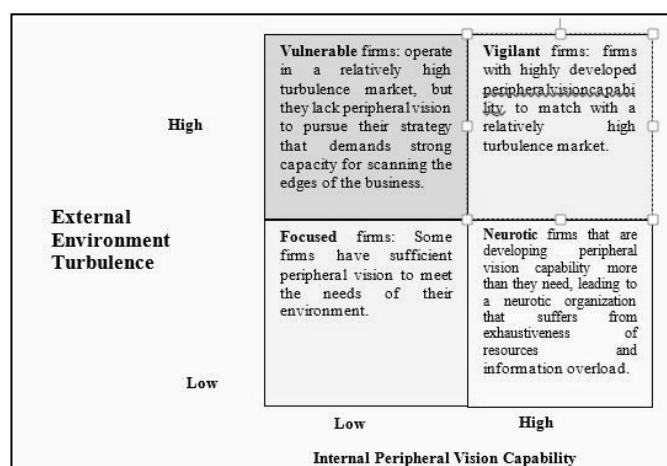 Vulnerable firms: operate
in a relatively high
turbulence market, but
they lack peripheral vision
to pursue their strategy
that demands strong
capacity for scanning the
edges of the business.
Vigilant firms: firms
with highly developed
peripheralvisioncapabi
lity, to match with a
relatively high
turbulence market.
High
External
Environment
Turbulence
Focused firms: Some
firms have sufficient
peripheral vision to meet
the needs of their
environment.
Neurotic firms that are
developing peripheral
vision capability more
than they need, leading to
a neurotic organization
that suffers from
exhaustiveness of
resources and
information overload.
Low
Low
High
Internal Peripheral Vision Capability